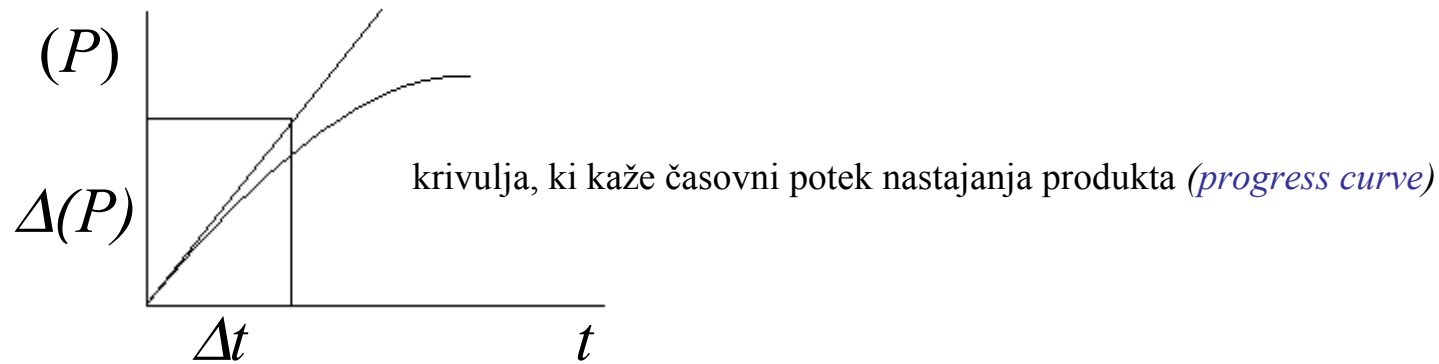 (P)
krivulja, ki kaže časovni potek nastajanja produkta (progress curve)
Δ(P)
Δt
t